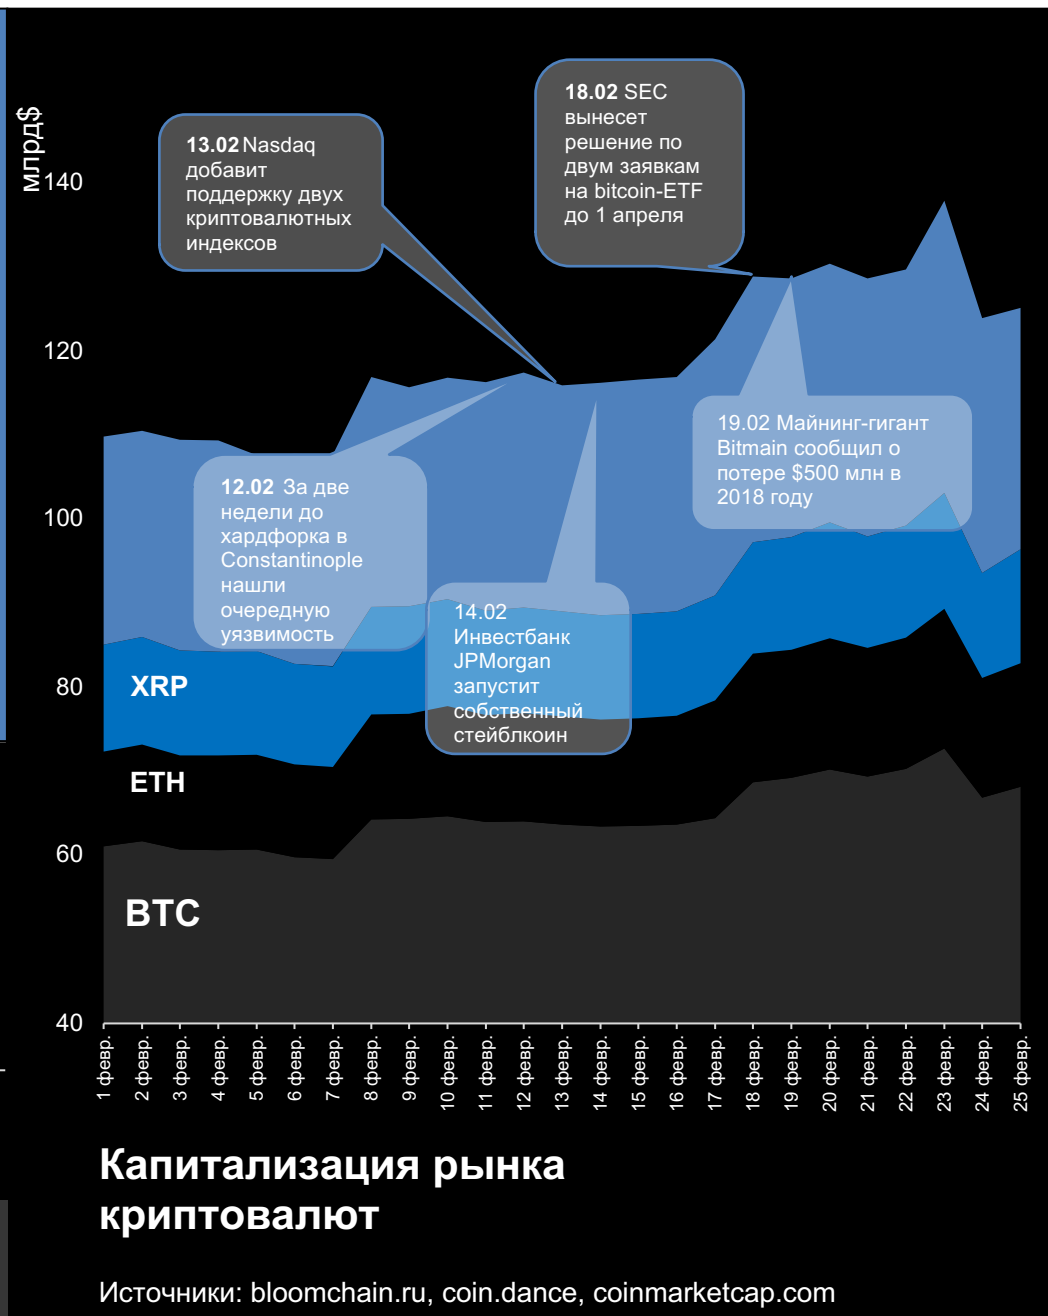 млрд$
140
120
100
80
60
40
13.02 Nasdaq
добавит
поддержку двух
криптовалютных
индексов
18.02 SEC
вынесет
решение по
двум заявкам
на bitcoin-ETF
до 1 апреля
12.02 За две
недели до
хардфорка в
Constantinople
нашли
очередную
уязвимость
14.02
Инвестбанк
JPMorgan
запустит
собственный
стейблкоин
19.02 Майнинг-гигант
Bitmain сообщил о
потере $500 млн в
2018 году
XRP
ETH
BTC
1 февр.
2 февр.
3 февр.
4 февр.
5 февр.
6 февр.
7 февр.
8 февр.
9 февр.
10 февр.
11 февр.
12 февр.
13 февр.
14 февр.
15 февр.
16 февр.
17 февр.
18 февр.
19 февр.
20 февр.
21 февр.
22 февр.
23 февр.
24 февр.
25 февр.
Капитализация рынка
криптовалют
Источники: bloomchain.ru, coin.dance, coinmarketcap.com